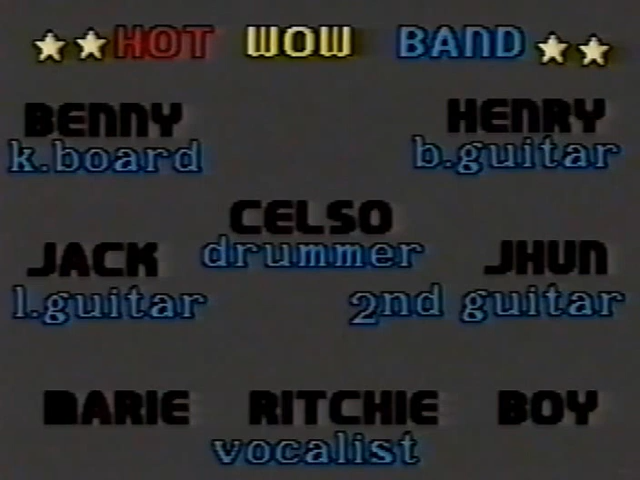 HOT WOW BAND
BENNY HENRY
k.board b.guitar
CELSO
drummer
JACK JHUN
l.guitar 2nd guitar
MARIE RITCHIE BOY
vocalist